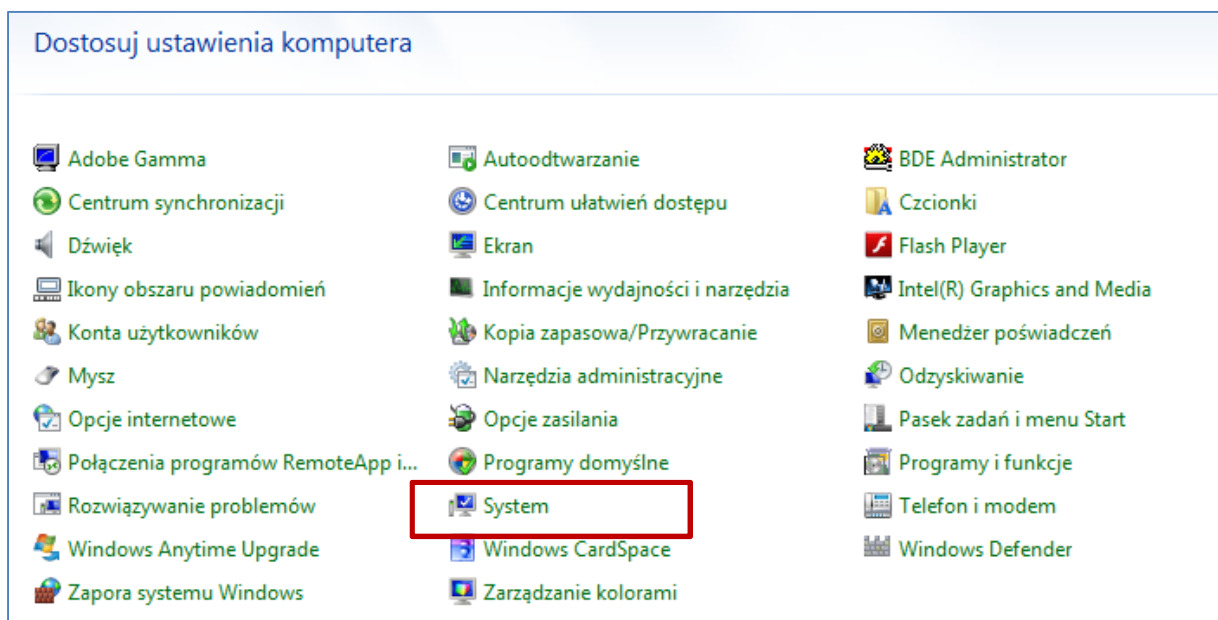 Dostosuj ustawienia komputera
Adobe Gamma
Autoodtwarzanie
BDE Administrator
Centrum synchronizacji
Centrum ułatwień dostępu
Czcionki
Dźwięk
Ekran
Flash Player
Ikony obszaru powiadomień
Informacje wydajności i narzędzia
Intel(R) Graphics and Media
Konta użytkowników
Kopia zapasowa/Przywracanie
Menedżer poświadczeń
Mysz
Narzędzia administracyjne
Odzyskiwanie
Opcje internetowe
Opcje zasilania
Pasek zadań i menu Start
Połączenia programów RemoteApp i...
Programy domyślne
Programy i funkcje
Rozwiązywanie problemów
System
Telefon i modem
Windows Anytime Upgrade
Windows CardSpace
Windows Defender
Zapora systemu Windows
Zarządzanie kolorami